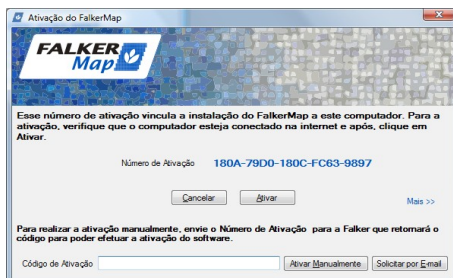 Ativação do FalkerMap
FALKER
Map
Esse número de ativação vincula a instalação do FalkerMap a este computador. Para a
ativação, verifique que o computador esteja conectado na internet e após, clique em
Ativar.
Número de Ativação 180A-79D0-180C-FC63-9897
Cancelar Ativar Mais >>
Para realizar a ativação manualmente, envie o Número de Ativação para a Falker que retornará o
código para poder efetuar a ativação do software.
Código de Ativação Ativar Manualmente Solicitar por E-mail